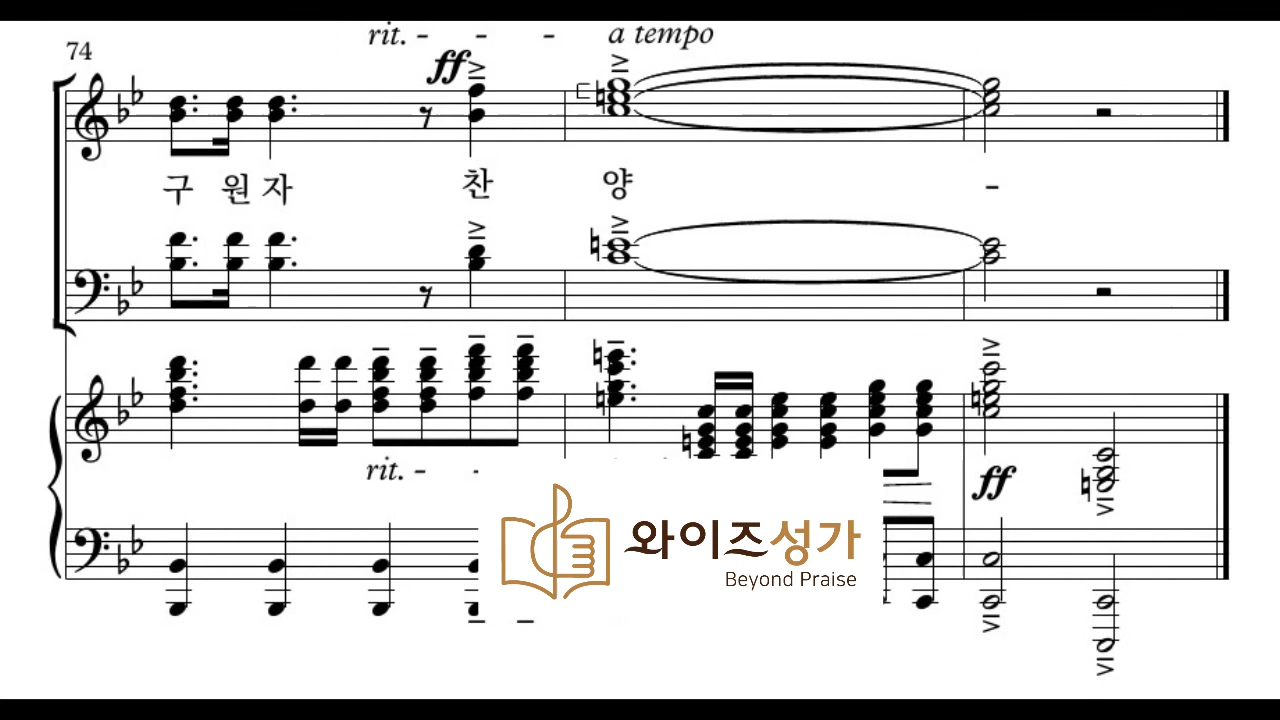 rit. - - - a tempo
74
ff
구 원 자 찬 양 -
rit. - -
ff
와이즈성가
Beyond Praise